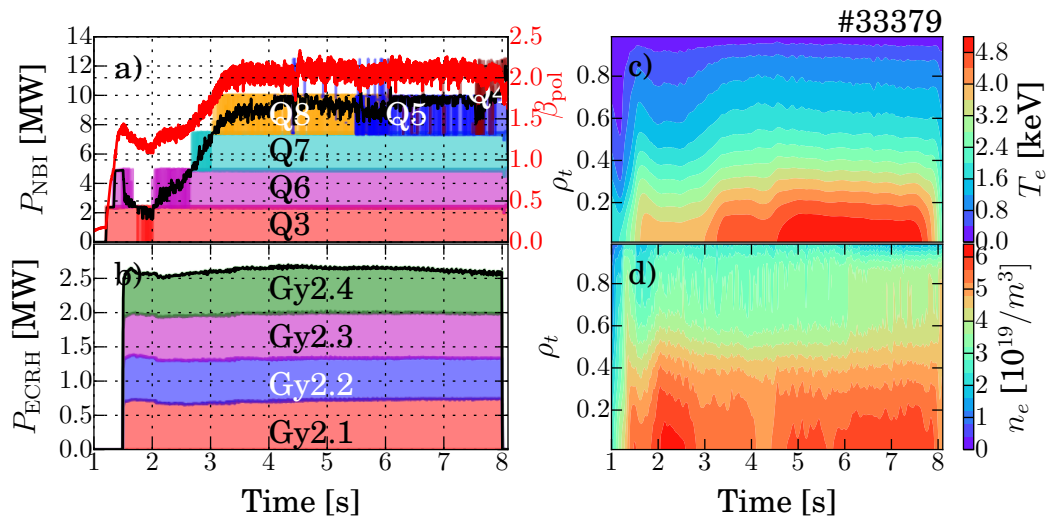 #33379
a)
P_NBI [MW]
14
12
10
8
6
4
2
0
2.5
2.0
1.5
1.0
0.5
0.0
β_pol
Q8
Q5
Q7
Q6
Q3
b)
P_ECRH [MW]
2.5
2.0
1.5
1.0
0.5
0.0
Gy2.4
Gy2.3
Gy2.2
Gy2.1
1 2 3 4 5 6 7 8
Time [s]
c)
ρ_t
0.8
0.6
0.4
0.2
4.8
4.0
3.2
2.4
1.6
0.8
0.0
T_e [keV]
d)
ρ_t
0.8
0.6
0.4
0.2
6
5
4
3
2
1
0
n_e [10^19/m^3]
1 2 3 4 5 6 7 8
Time [s]